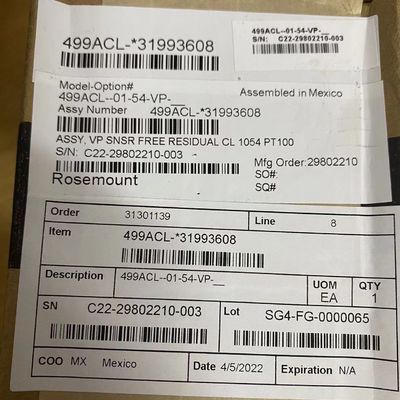 499ACL-*31993608
499ACL--01-54-VP-__
S/N: C22-29802210-003
Model-Option#
Assembled in Mexico
499ACL--01-54-VP-__
Assy Number 499ACL-*31993608
ASSY, VP SNSR FREE RESIDUAL CL 1054 PT100
S/N: C22-29802210-003
Mfg Order:29802210
SO#:
SQ#
Rosemount
Order 31301139 Line 8
Item 499ACL-*31993608
Description 499ACL--01-54-VP-__ UOM EA QTY 1
SN C22-29802210-003 Lot SG4-FG-0000065
COO MX Mexico Date 4/5/2022 Expiration N/A